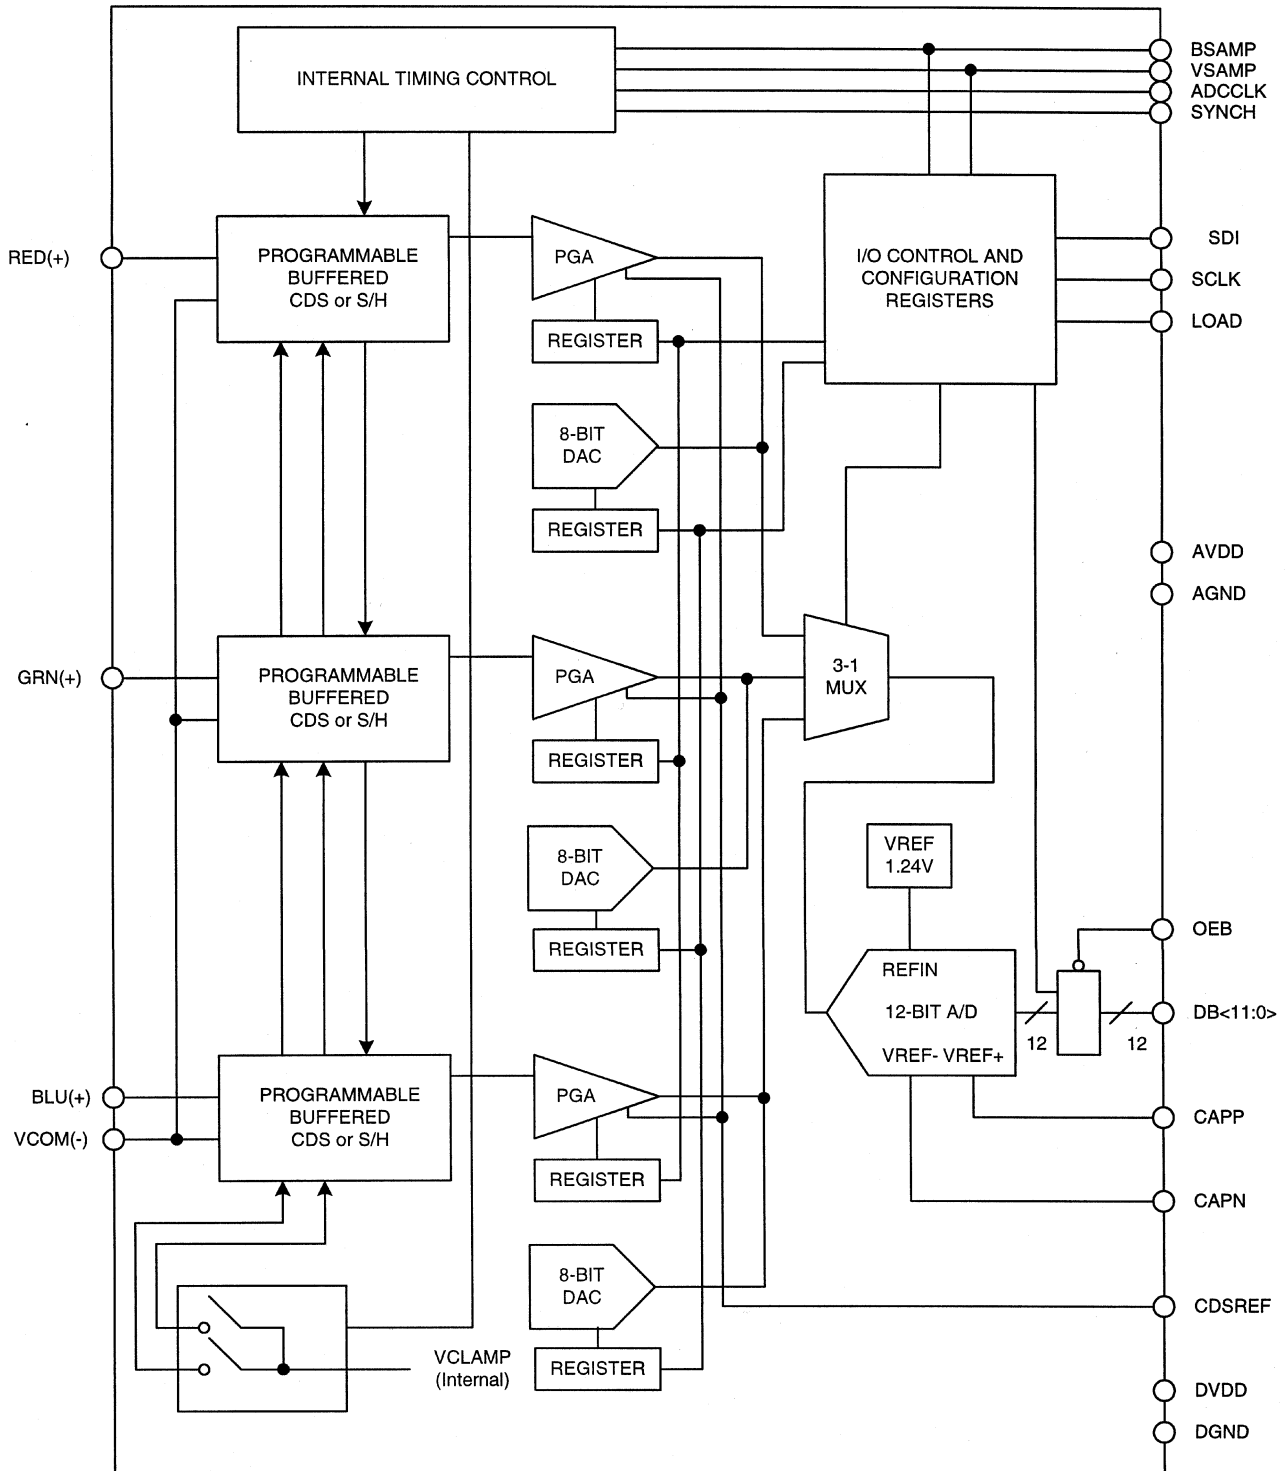 INTERNAL TIMING CONTROL
BSAMP
VSAMP
ADCCLK
SYNCH
RED(+)
PROGRAMMABLE
BUFFERED
CDS or S/H
PGA
REGISTER
I/O CONTROL AND
CONFIGURATION
REGISTERS
SDI
SCLK
LOAD
8-BIT
DAC
REGISTER
AVDD
AGND
GRN(+)
PROGRAMMABLE
BUFFERED
CDS or S/H
PGA
REGISTER
3-1
MUX
8-BIT
DAC
REGISTER
VREF
1.24V
REFIN
12-BIT A/D
VREF- VREF+
12
12
OEB
DB<11:0>
BLU(+)
VCOM(-)
PROGRAMMABLE
BUFFERED
CDS or S/H
PGA
REGISTER
CAPP
CAPN
8-BIT
DAC
REGISTER
VCLAMP
(Internal)
CDSREF
DVDD
DGND